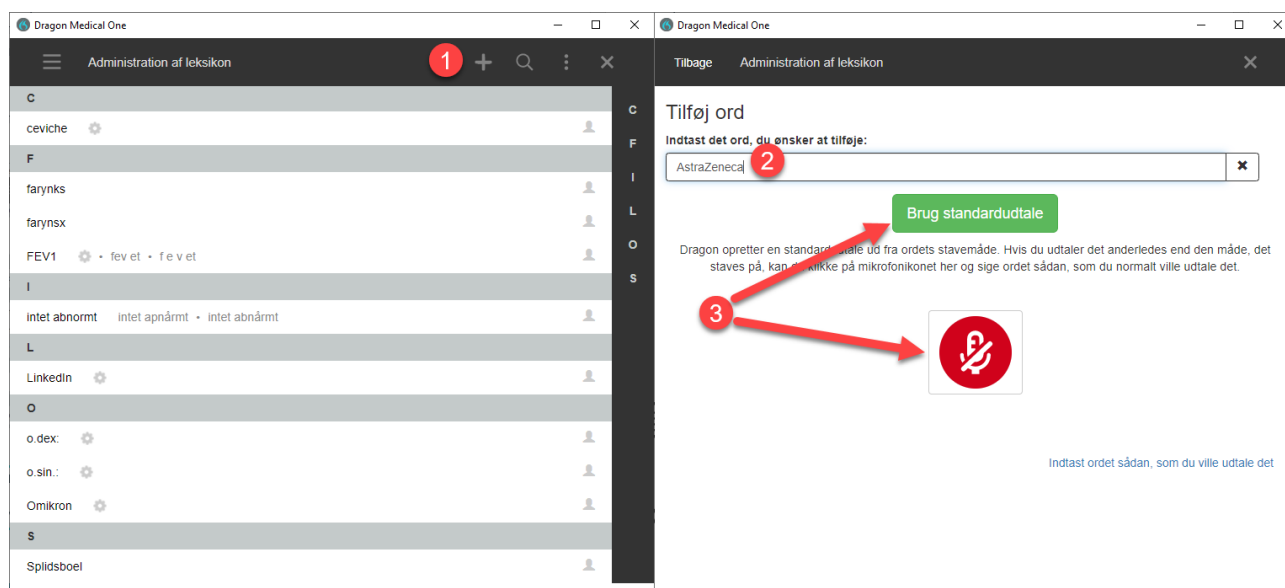 Dragon Medical One
Administration af leksikon
1
C
ceviche
F
farynks
farynsx
FEV1 • fev et • f e v et
I
intet abnormt intet apnårmt • intet abnårmt
L
LinkedIn
O
o.dex:
o.sin.:
Omikron
S
Splidsboel
C
F
I
L
O
S
Dragon Medical One
Tilbage Administration af leksikon
Tilføj ord
Indtast det ord, du ønsker at tilføje:
AstraZeneca 2
Brug standardudtale
Dragon opretter en standardudtale ud fra ordets stavemåde. Hvis du udtaler det anderledes end den måde, det
staves på, kan du klikke på mikrofonikonet her og sige ordet sådan, som du normalt ville udtale det.
3
Indtast ordet sådan, som du ville udtale det